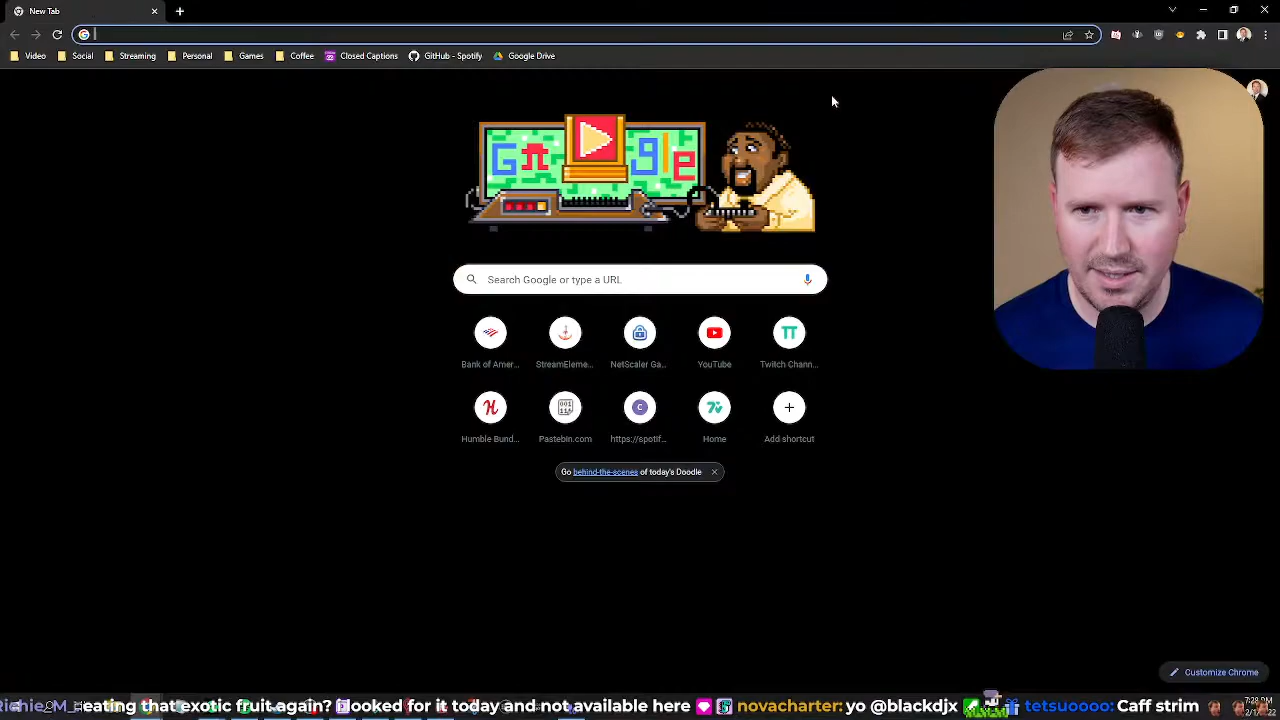 New Tab
Video Social Streaming Personal Games Coffee Closed Captions GitHub - Spotify Google Drive
Search Google or type a URL
Bank of Amer... StreamEleme... NetScaler Ga... YouTube Twitch Chann...
Humble Bund... Pastebin.com https://spotif... Home Add shortcut
Go behind-the-scenes of today's Doodle
Customize Chrome
eating that exotic fruit again? I looked for it today and not available here novacharter: yo @blackdjx tetsuoooo: Caff strim